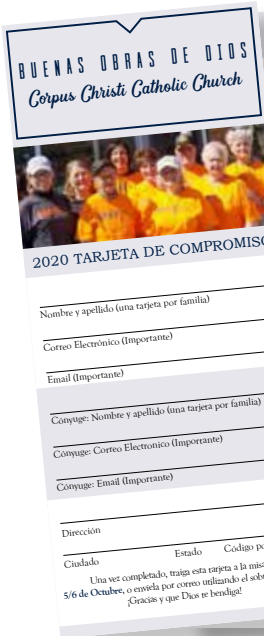 BUENAS OBRAS DE DIOS
Corpus Christi Catholic Church
2020 TARJETA DE COMPROMISO
Nombre y apellido (una tarjeta por familia)
Correo Electrónico (Importante)
Email (Importante)
Cónyuge: Nombre y apellido (una tarjeta por familia)
Cónyuge: Correo Electronico (Importante)
Cónyuge: Email (Importante)
Dirección
Ciudado Estado Código
Una vez completado, traiga esta tarjeta a la misa
5/6 de Octubre, o envíela por correo utilizando el
¡Gracias y que Dios te bendiga!